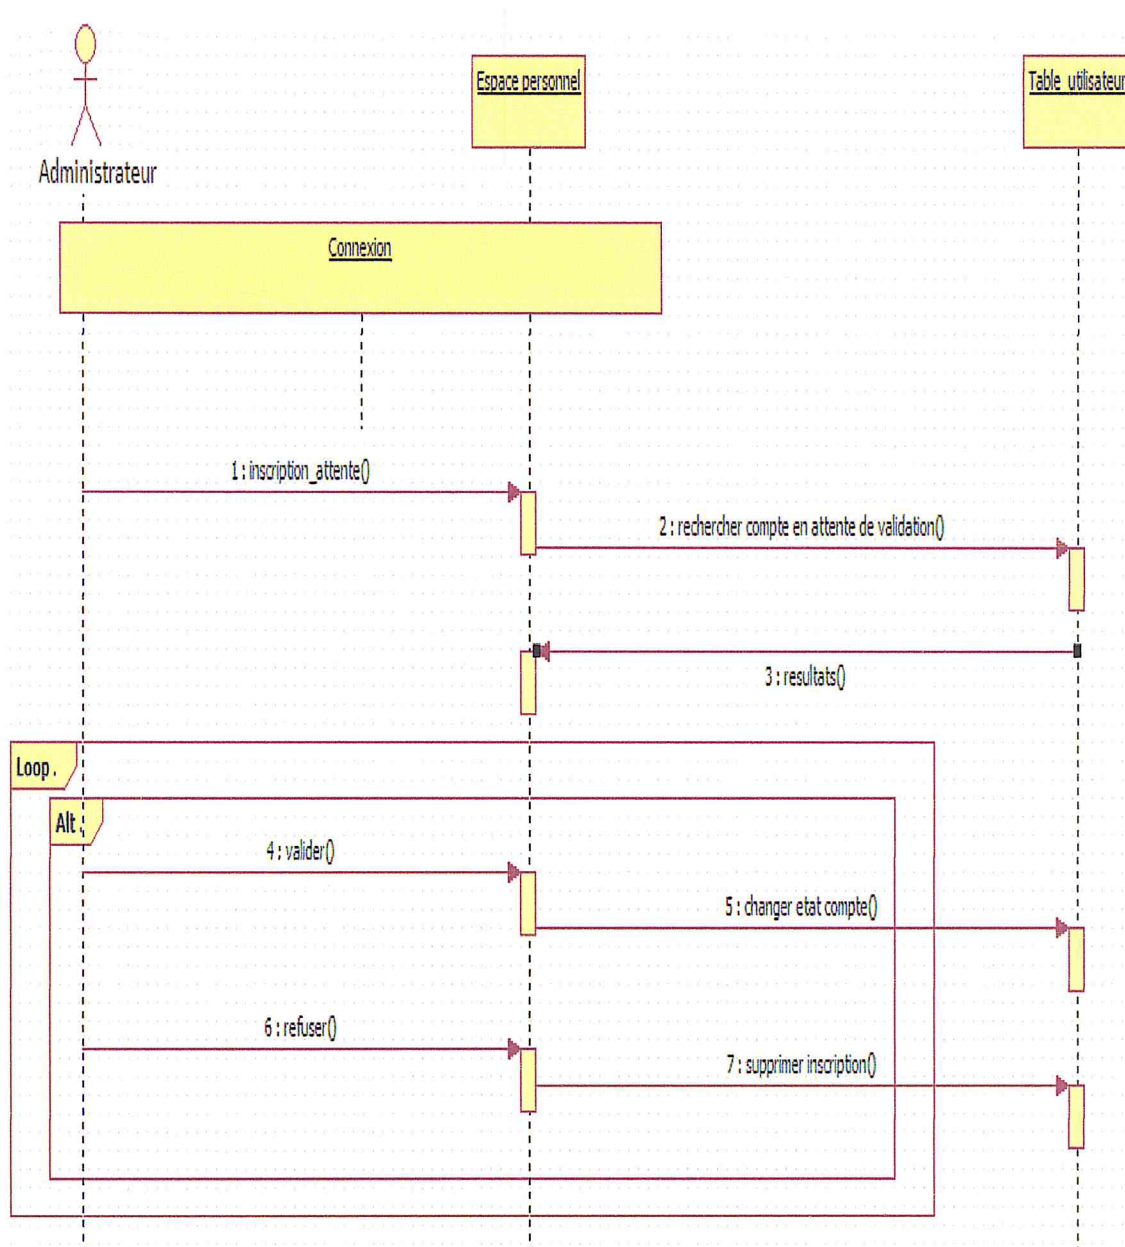 Administrateur
Espace personnel
Table_utilisateur
Connexion
1 : inscription_attente()
2 : rechercher compte en attente de validation()
3 : resultats()
Loop .
Alt .
4 : valider()
5 : changer etat compte()
6 : refuser()
7 : supprimer inscription()